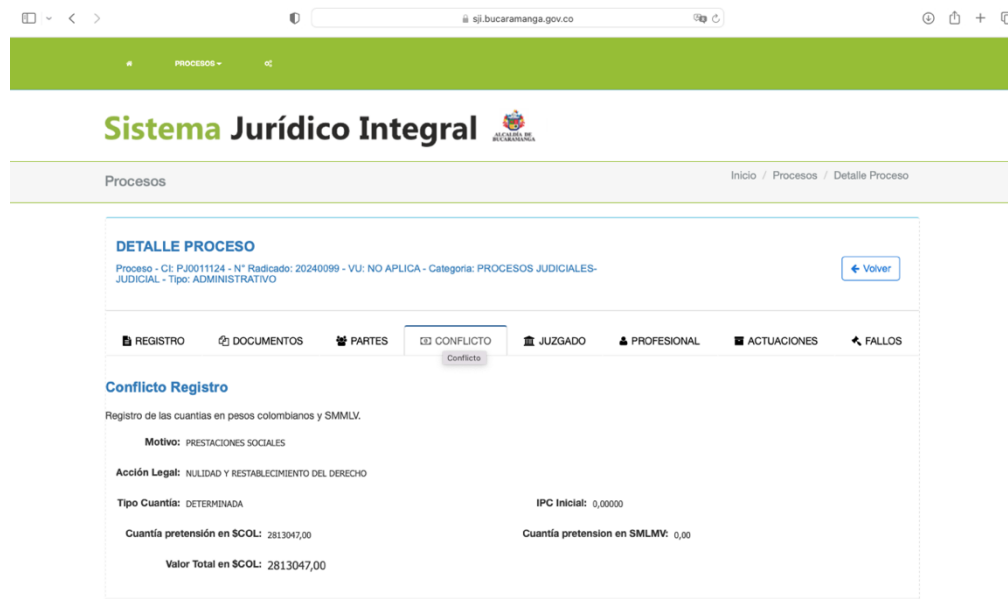 sji.bucaramanga.gov.co
PROCESOS
Sistema Jurídico Integral
ALCALDÍA DE
BUCARAMANGA
Procesos
Inicio / Procesos / Detalle Proceso
DETALLE PROCESO
Proceso - CI: PJ0011124 - N° Radicado: 20240099 - VU: NO APLICA - Categoria: PROCESOS JUDICIALES-
JUDICIAL - Tipo: ADMINISTRATIVO
Volver
REGISTRO DOCUMENTOS PARTES CONFLICTO JUZGADO PROFESIONAL ACTUACIONES FALLOS
Conflicto
Conflicto Registro
Registro de las cuantias en pesos colombianos y SMMLV.
Motivo: PRESTACIONES SOCIALES
Acción Legal: NULIDAD Y RESTABLECIMIENTO DEL DERECHO
Tipo Cuantía: DETERMINADA IPC Inicial: 0,00000
Cuantía pretensión en $COL: 2813047,00 Cuantía pretension en SMLMV: 0,00
Valor Total en $COL: 2813047,00